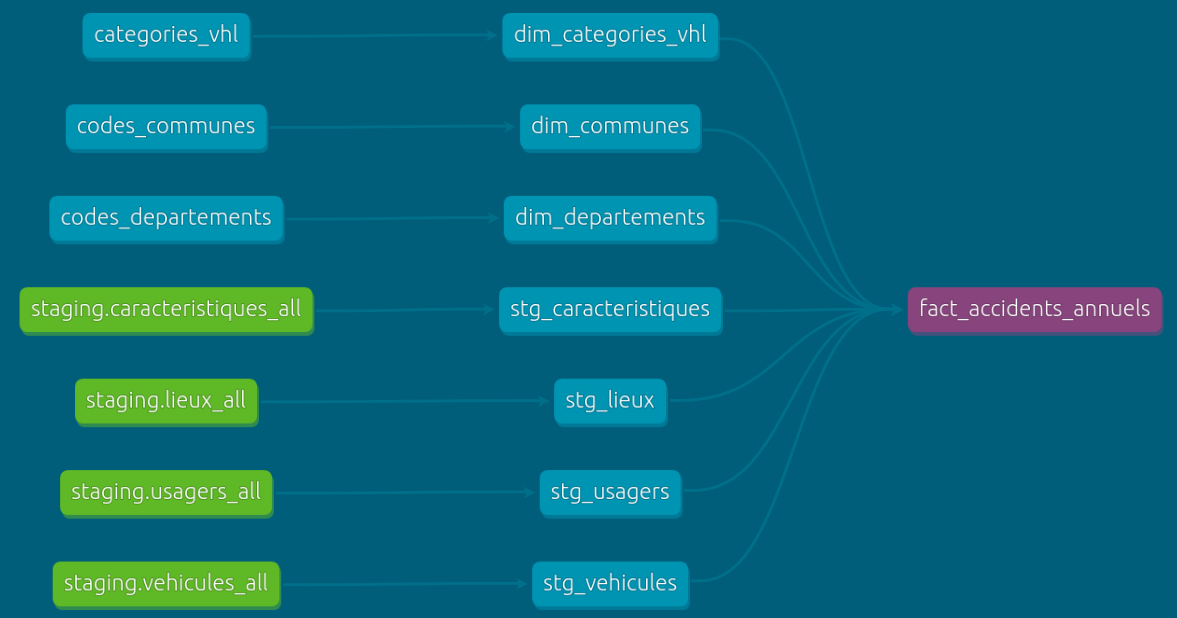 categories_vhl
dim_categories_vhl
codes_communes
dim_communes
codes_departements
dim_departements
staging.caracteristiques_all
stg_caracteristiques
fact_accidents_annuels
staging.lieux_all
stg_lieux
staging.usagers_all
stg_usagers
staging.vehicules_all
stg_vehicules